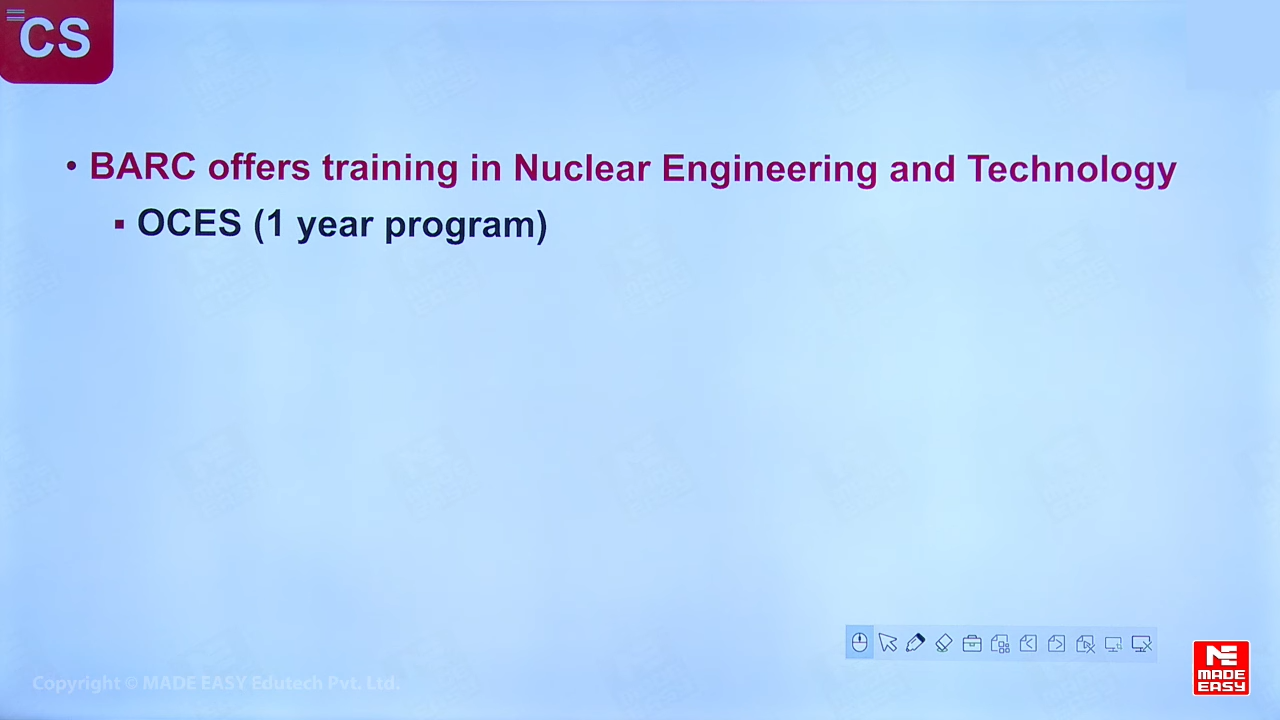 CS
• BARC offers training in Nuclear Engineering and Technology
▪ OCES (1 year program)
Copyright © MADE EASY Edutech Pvt. Ltd.
ME
MADE
EASY